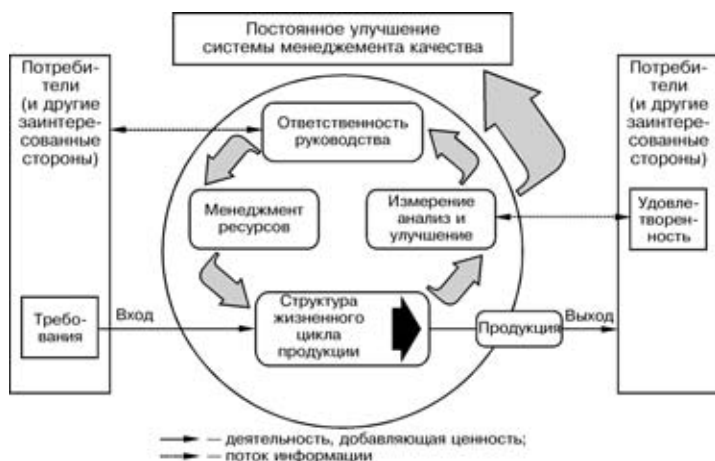 Постоянное улучшение
системы менеджемента качества
Потреби-
тели
(и другие
заинтере-
сованные
стороны)
Потреби-
тели
(и другие
заинтере-
сованные
стороны)
Ответственность
руководства
Менеджмент
ресурсов
Измерение
анализ и
улучшение
Удовле-
творен-
ность
Требо-
вания
Вход
Структура
жизненного
цикла
продукции
Продукция
Выход
— деятельность, добавляющая ценность;
— поток информации